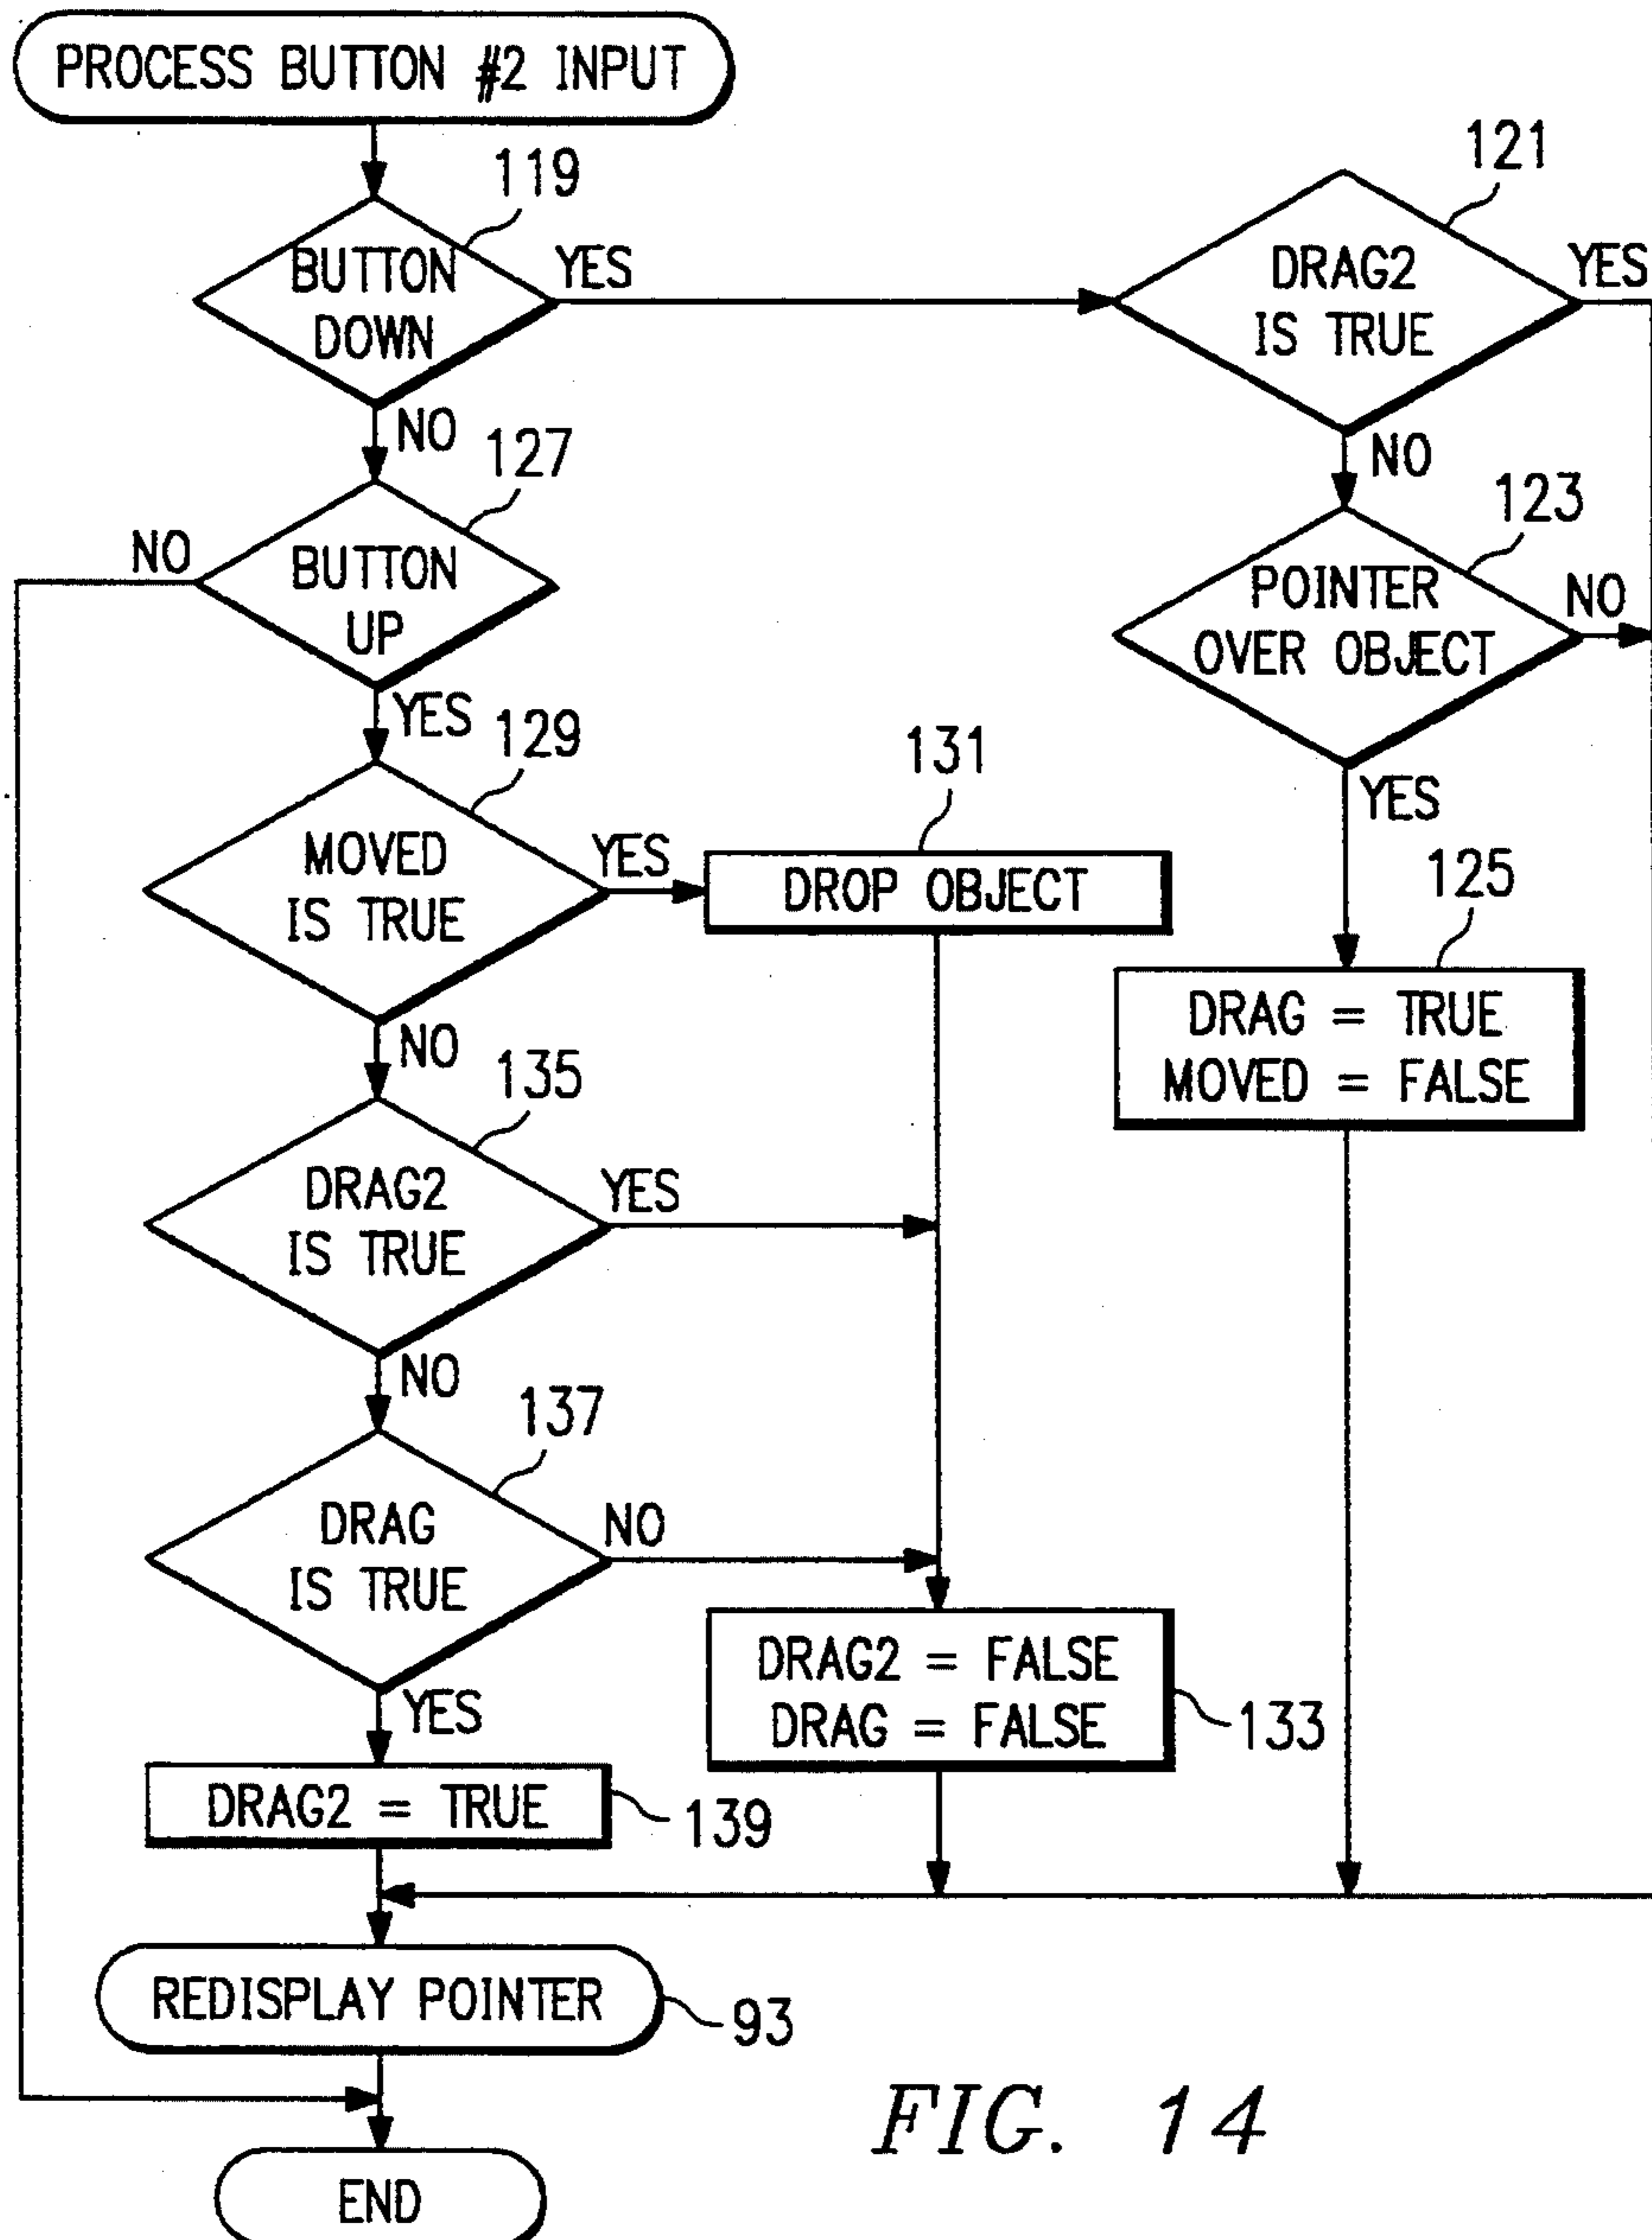 PROCESS BUTTON #2 INPUT
119
BUTTON
DOWN
YES
NO
121
DRAG2
IS TRUE
YES
NO
127
BUTTON
UP
NO
YES
123
POINTER
OVER OBJECT
NO
YES
129
MOVED
IS TRUE
YES
NO
131
DROP OBJECT
125
DRAG = TRUE
MOVED = FALSE
135
DRAG2
IS TRUE
YES
NO
137
DRAG
IS TRUE
NO
YES
DRAG2 = FALSE
DRAG = FALSE
133
DRAG2 = TRUE
139
REDISPLAY POINTER
93
END
FIG. 14